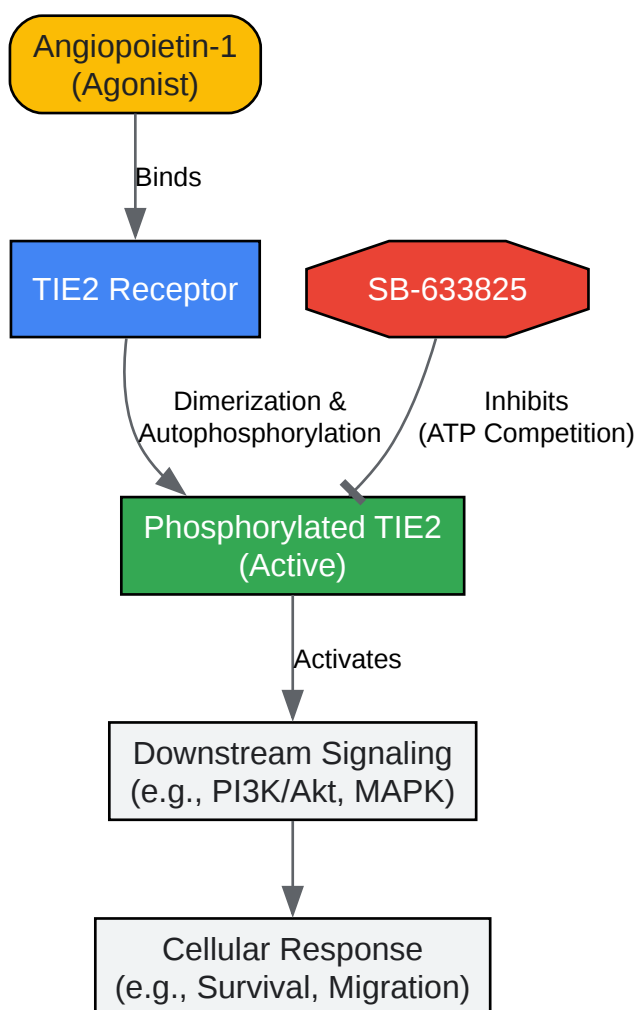 Angiopoietin-1
(Agonist)
Binds
TIE2 Receptor
SB-633825
Dimerization &
Autophosphorylation
Inhibits
(ATP Competition)
Phosphorylated TIE2
(Active)
Activates
Downstream Signaling
(e.g., PI3K/Akt, MAPK)
Cellular Response
(e.g., Survival, Migration)